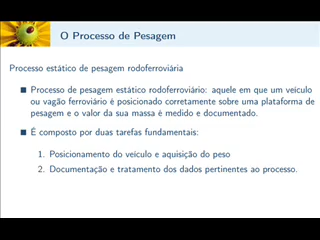 O Processo de Pesagem
Processo estático de pesagem rodoferroviária
Processo de pesagem estático rodoferroviário: aquele em que um veículo
ou vagão ferroviário é posicionado corretamente sobre uma plataforma de
pesagem e o valor da sua massa é medido e documentado.
É composto por duas tarefas fundamentais:
1. Posicionamento do veículo e aquisição do peso
2. Documentação e tratamento dos dados pertinentes ao processo.